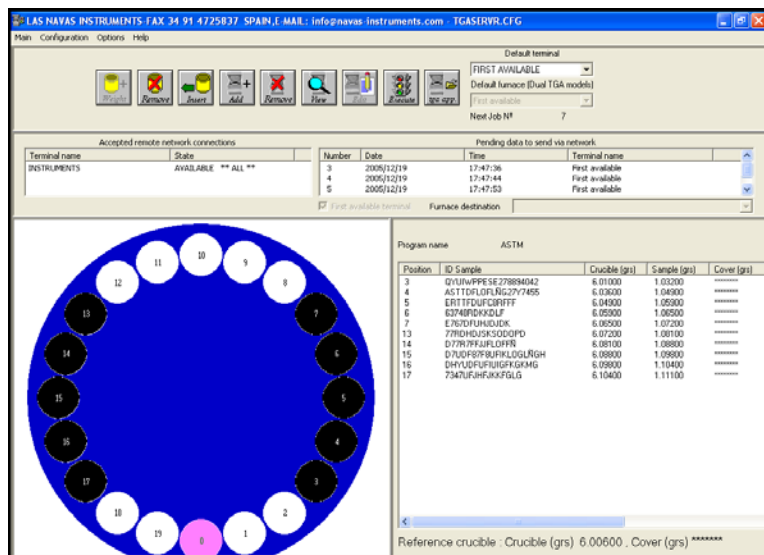 LAS NAVAS INSTRUMENTS-FAX 34 91 4725837 SPAIN,E-MAIL: info@navas-instruments.com - TGASERVR.CFG
Main Configuration Options Help
Default terminal
FIRST AVAILABLE
Default furnace (Dual TGA models)
First available
Next Job Nº 7
Weight Remove Insert Add Remove View Edit Execute tga app.
Accepted remote network connections
Terminal name State
INSTRUMENTS AVAILABLE ** ALL **
Pending data to send via network
Number Date Time Terminal name
3 2005/12/19 17:47:36 First available
4 2005/12/19 17:47:44 First available
5 2005/12/19 17:47:53 First available
First available terminal Furnace destination
10
11 9
12 8
13 7
14 6
15 5
16 4
17 3
18 2
19 0 1
Program name ASTM
Position ID Sample Crucible (grs) Sample (grs) Cover (grs)
3 QYUIWPPESE278894042 6.01000 1.03200 ********
4 ASTTDFLOFLÑG27Y7455 6.03600 1.04900 ********
5 ERTTFDUFC8RFFF 6.04900 1.05900 ********
6 63748RDKKDLF 6.05900 1.06500 ********
7 E767DFUHJDJDK 6.06500 1.07200 ********
13 77RDHDJSKSODOPD 6.07200 1.08100 ********
14 D77R7FFJJFLOFFÑ 6.08100 1.08800 ********
15 D7UDF87F8UFIKLOGLÑGH 6.08800 1.09800 ********
16 DHYUDFUFIUIGFKGKMG 6.09800 1.10400 ********
17 7347UFJHFJKKFGLG 6.10400 1.11100 ********
Reference crucible : Crucible (grs) 6.00600 , Cover (grs) *******